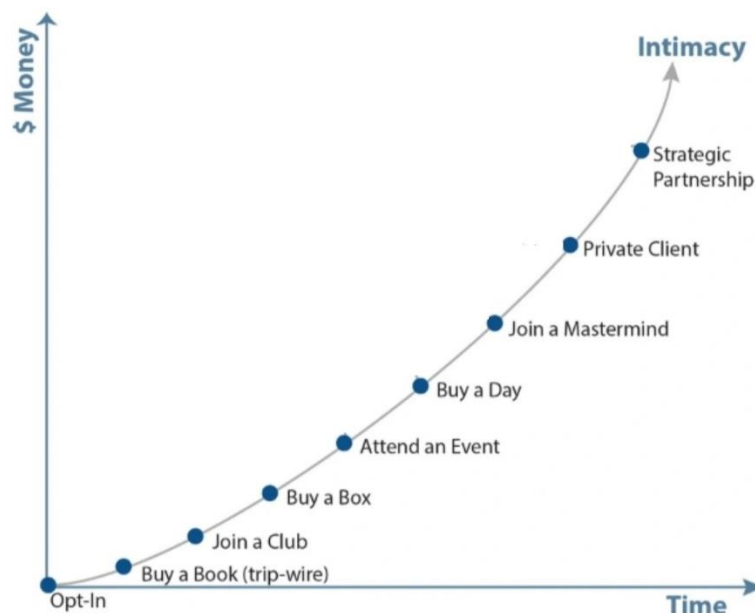 $ Money
Intimacy
Strategic
Partnership
Private Client
Join a Mastermind
Buy a Day
Attend an Event
Buy a Box
Join a Club
Buy a Book (trip-wire)
Opt-In
Time